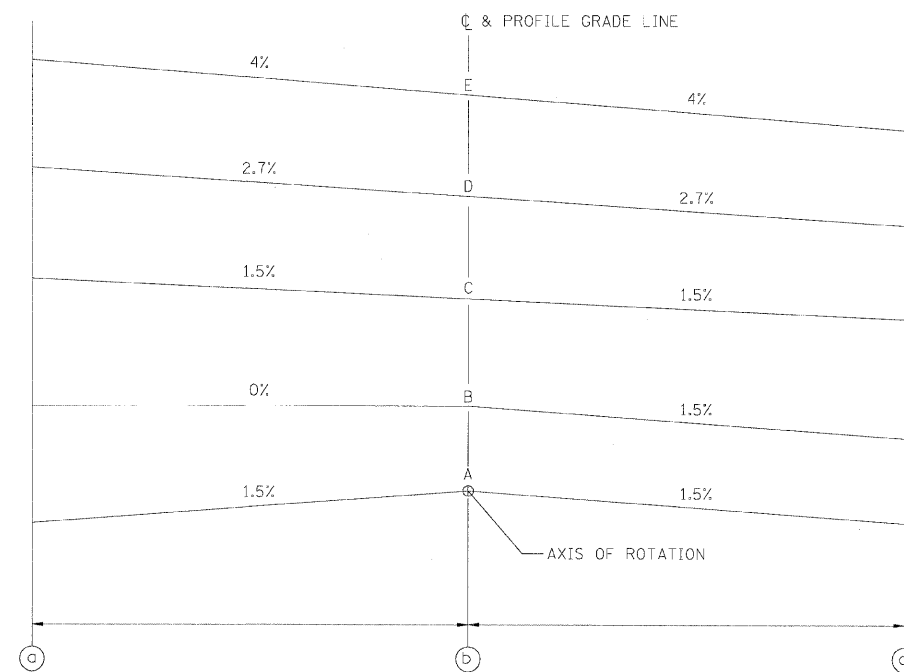 ℄ & PROFILE GRADE LINE
4%
E
4%
2.7%
D
2.7%
1.5%
C
1.5%
0%
B
1.5%
A
1.5%
1.5%
AXIS OF ROTATION
a
b